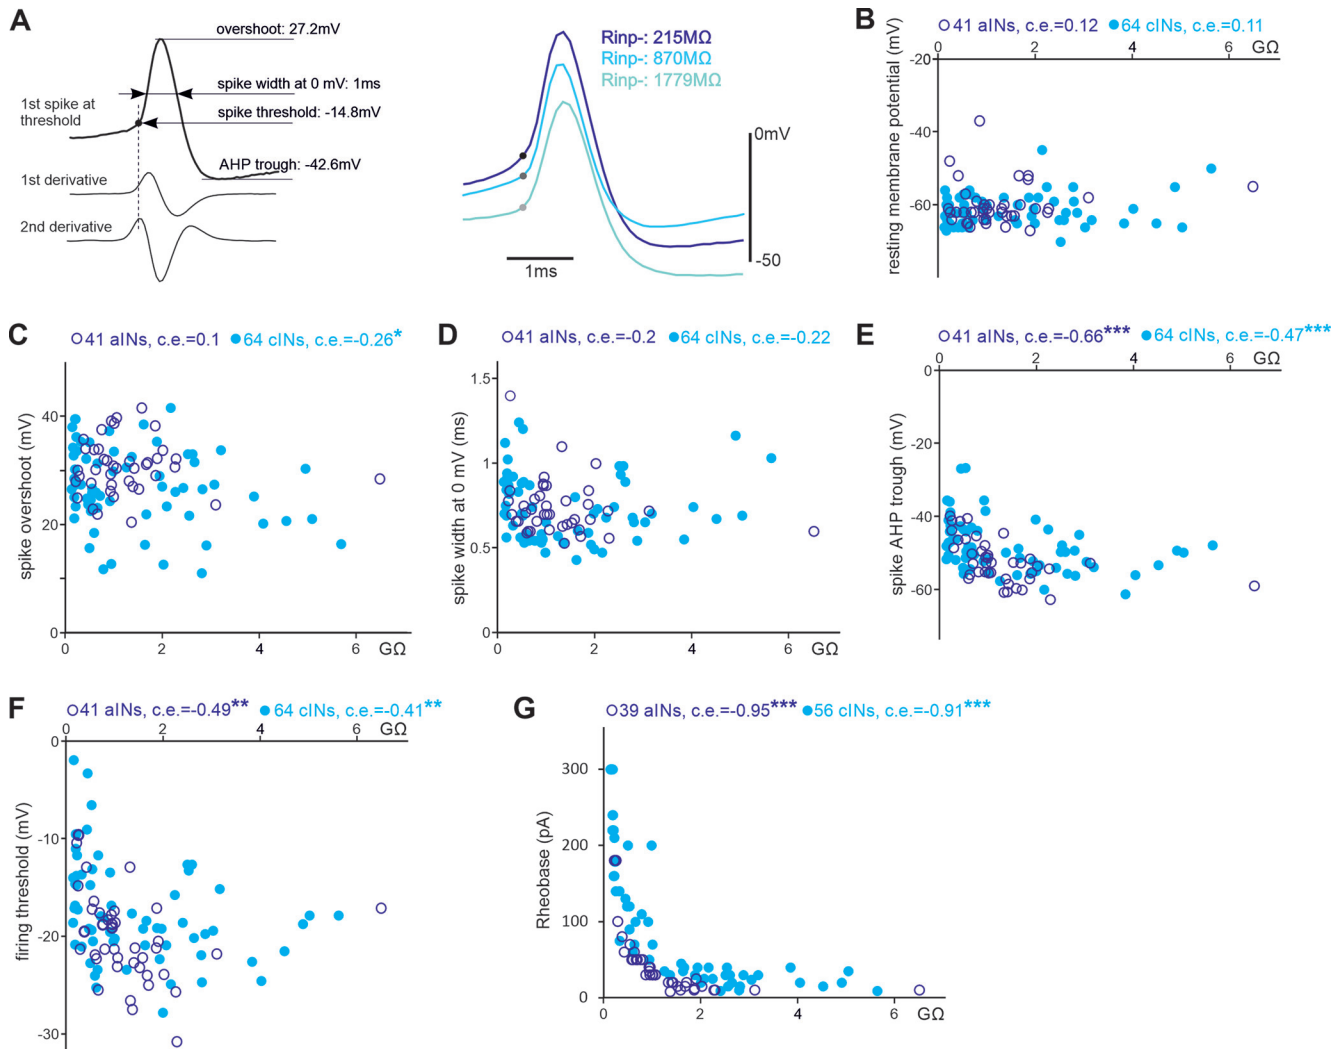 A
overshoot: 27.2mV
spike width at 0 mV: 1ms
1st spike at
threshold
spike threshold: -14.8mV
AHP trough: -42.6mV
1st derivative
2nd derivative
Rinp-: 215MΩ
Rinp-: 870MΩ
Rinp-: 1779MΩ
0mV
-50
1ms
B
41 aINs, c.e.=0.12 64 cINs, c.e.=0.11
0 2 4 6 GΩ
-20
-40
-60
resting membrane potential (mV)
C
41 aINs, c.e.=0.1 64 cINs, c.e.=-0.26*
40
20
0
spike overshoot (mV)
0 2 4 6 GΩ
D
41 aINs, c.e.=-0.2 64 cINs, c.e.=-0.22
1.5
1
0.5
0
spike width at 0 mV (ms)
0 2 4 6 GΩ
E
41 aINs, c.e.=-0.66*** 64 cINs, c.e.=-0.47***
0 2 4 6 GΩ
0
-20
-40
-60
spike AHP trough (mV)
F
41 aINs, c.e.=-0.49** 64 cINs, c.e.=-0.41**
0 2 4 GΩ
0
-10
-20
-30
firing threshold (mV)
G
39 aINs, c.e.=-0.95*** 56 cINs, c.e.=-0.91***
300
200
100
0
Rheobase (pA)
0 2 4 6 GΩ